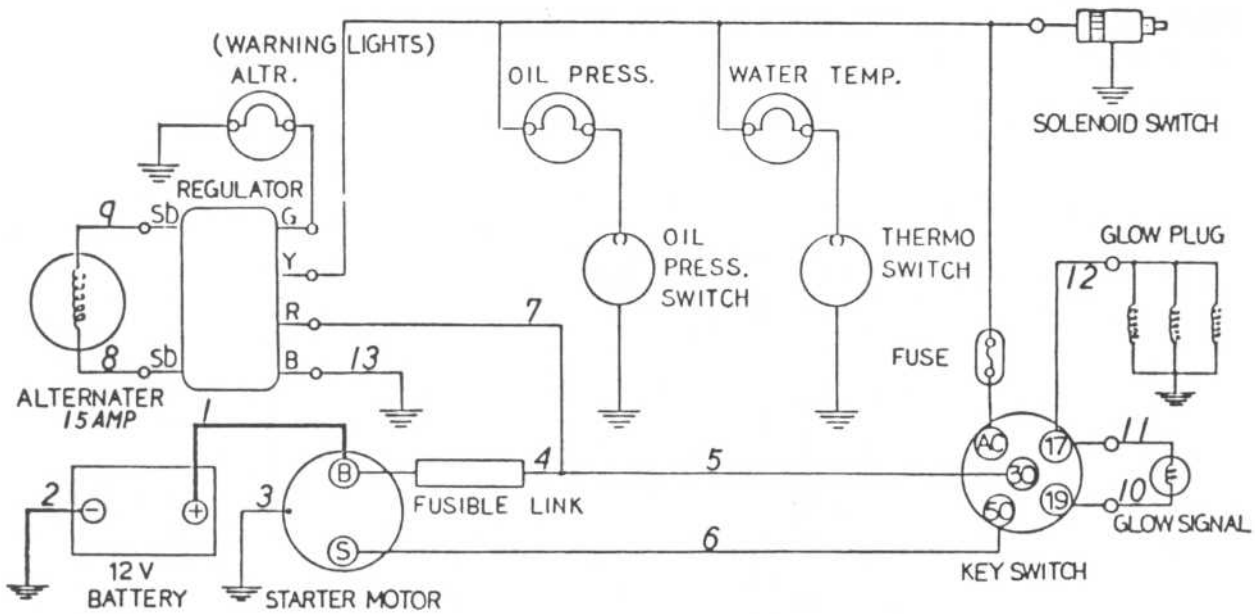 (WARNING LIGHTS)
ALTR.
OIL PRESS.
WATER TEMP.
SOLENOID SWITCH
REGULATOR
9
Sb
G
Y
R
7
8
Sb
B
13
ALTERNATER
15 AMP
OIL
PRESS.
SWITCH
THERMO
SWITCH
GLOW PLUG
12
FUSE
1
2
3
B
4
5
AC
17
11
30
50
19
10
FUSIBLE LINK
GLOW SIGNAL
−
+
S
6
KEY SWITCH
12 V
BATTERY
STARTER MOTOR